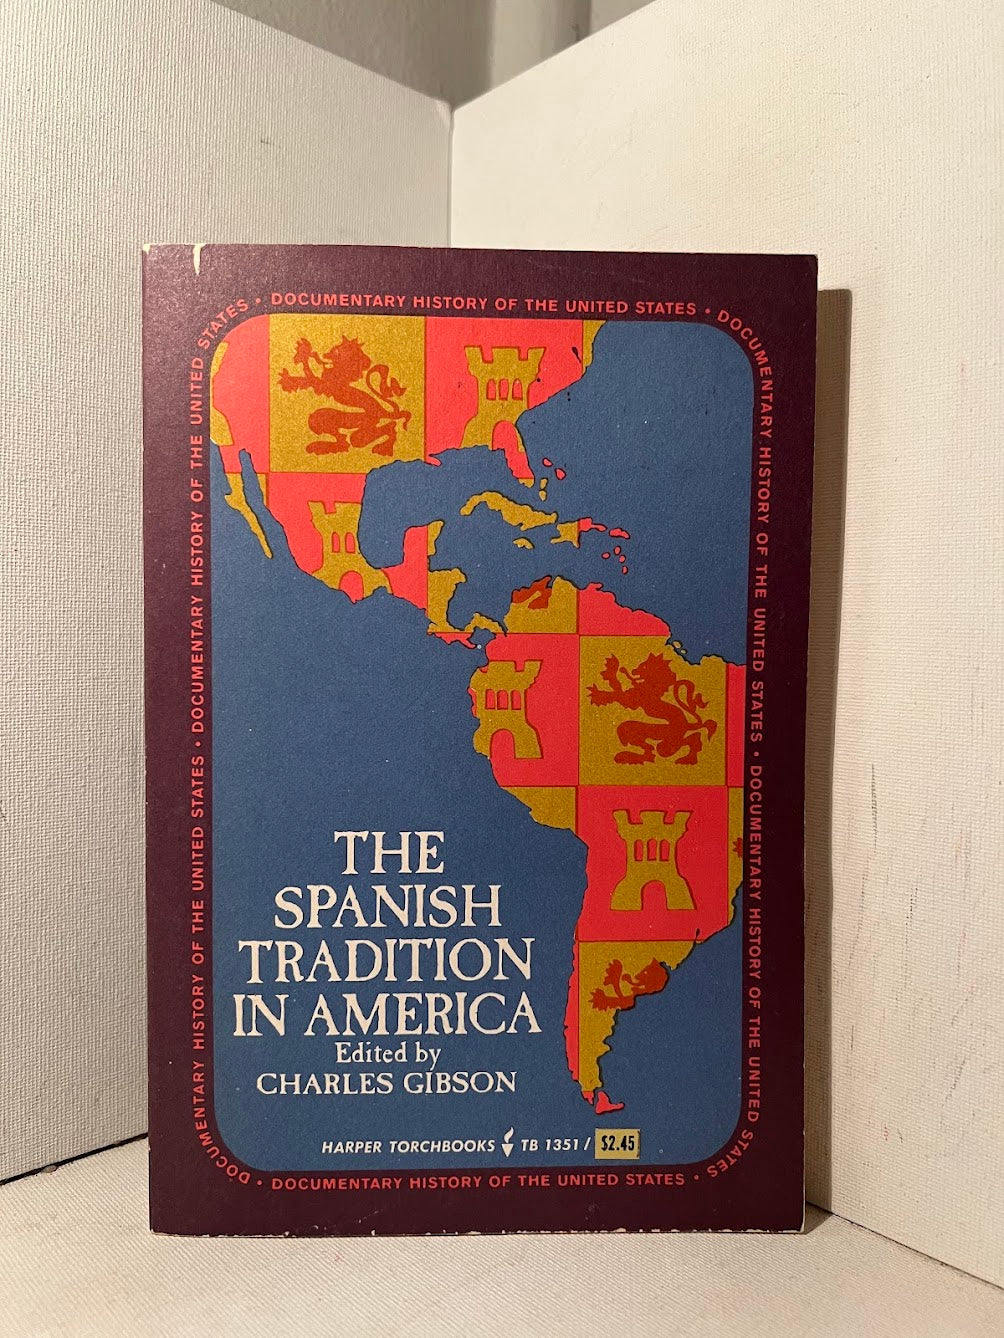 DOCUMENTARY HISTORY OF THE UNITED STATES • DOCUMENTARY HISTORY OF THE UNITED STATES • DOCUMENTARY HISTORY OF THE UNITED STATES •
DOCUMENTARY HISTORY OF THE UNITED STATES •
DOCUMENTARY HISTORY OF THE UNITED STATES • DOCUMENTARY HISTORY OF THE UNITED STATES •
THE
SPANISH
TRADITION
IN AMERICA
Edited by
CHARLES GIBSON
HARPER TORCHBOOKS TB 1351 / $2.45